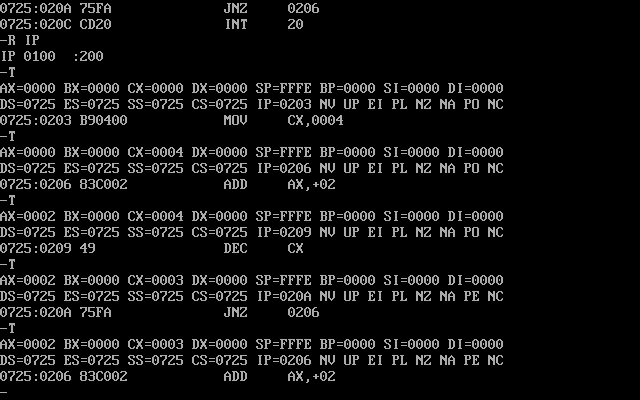 0725:020A 75FA          JNZ     0206
0725:020C CD20          INT     20
-R IP
IP 0100  :200
-T
AX=0000 BX=0000 CX=0000 DX=0000 SP=FFFE BP=0000 SI=0000 DI=0000
DS=0725 ES=0725 SS=0725 CS=0725 IP=0203 NV UP EI PL NZ NA PO NC
0725:0203 B90400        MOV     CX,0004
-T
AX=0000 BX=0000 CX=0004 DX=0000 SP=FFFE BP=0000 SI=0000 DI=0000
DS=0725 ES=0725 SS=0725 CS=0725 IP=0206 NV UP EI PL NZ NA PO NC
0725:0206 83C002        ADD     AX,+02
-T
AX=0002 BX=0000 CX=0004 DX=0000 SP=FFFE BP=0000 SI=0000 DI=0000
DS=0725 ES=0725 SS=0725 CS=0725 IP=0209 NV UP EI PL NZ NA PO NC
0725:0209 49            DEC     CX
-T
AX=0002 BX=0000 CX=0003 DX=0000 SP=FFFE BP=0000 SI=0000 DI=0000
DS=0725 ES=0725 SS=0725 CS=0725 IP=020A NV UP EI PL NZ NA PE NC
0725:020A 75FA          JNZ     0206
-T
AX=0002 BX=0000 CX=0003 DX=0000 SP=FFFE BP=0000 SI=0000 DI=0000
DS=0725 ES=0725 SS=0725 CS=0725 IP=0206 NV UP EI PL NZ NA PE NC
0725:0206 83C002        ADD     AX,+02
-